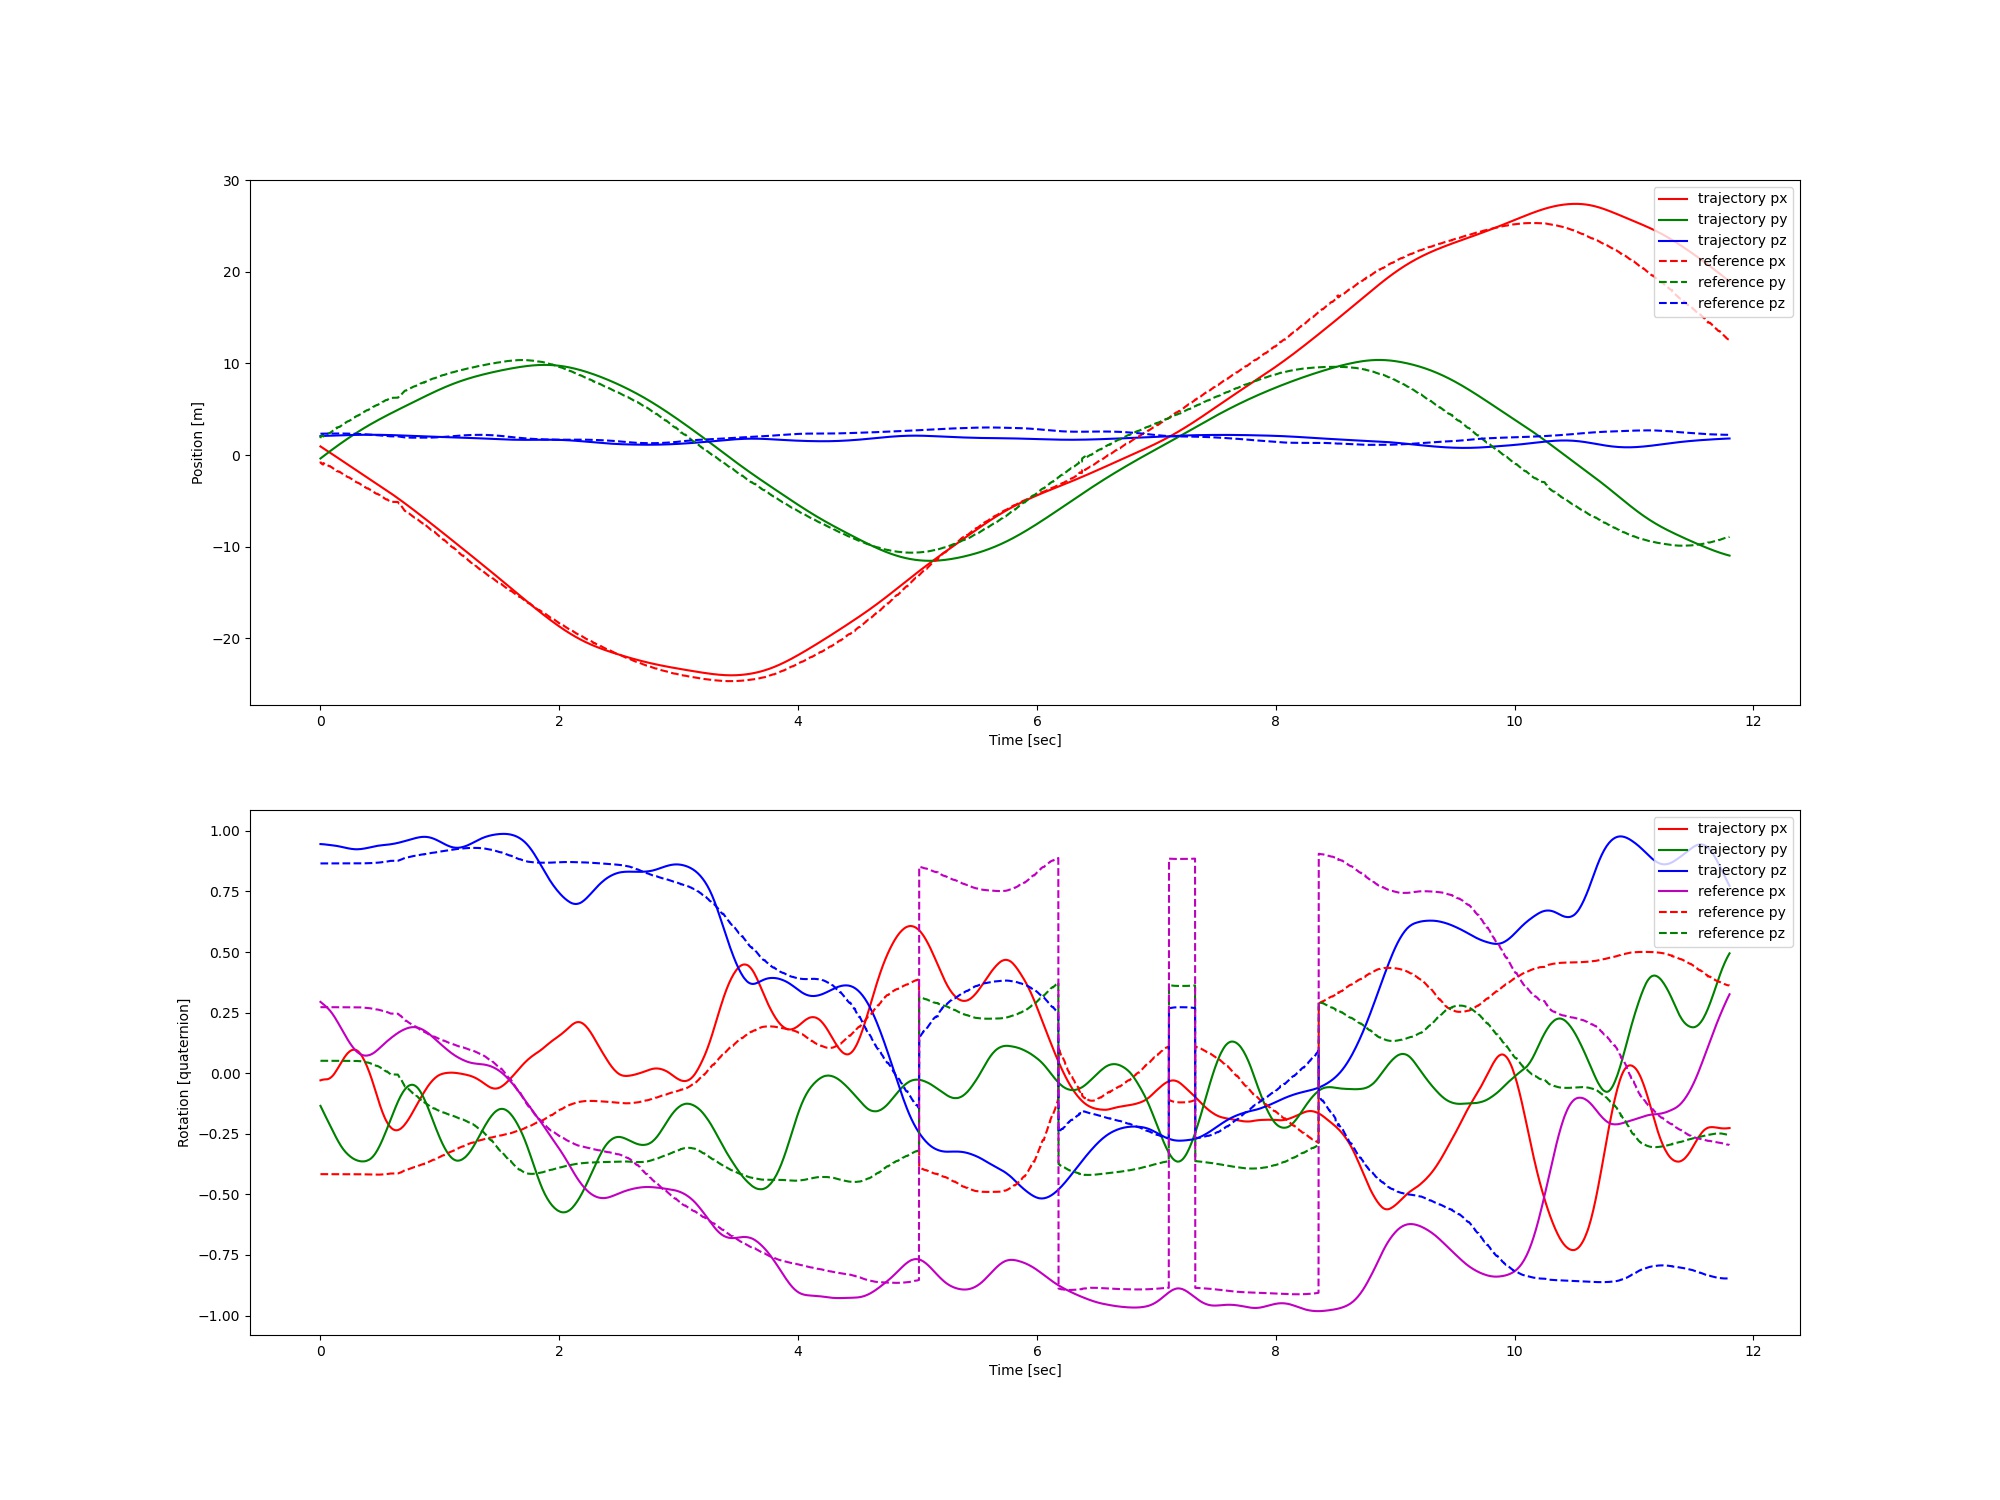 30
20
10
0
−10
−20
Position [m]
trajectory px
trajectory py
trajectory pz
reference px
reference py
reference pz
0 2 4 6 8 10 12
Time [sec]
1.00
0.75
0.50
0.25
0.00
−0.25
−0.50
−0.75
−1.00
Rotation [quaternion]
trajectory px
trajectory py
trajectory pz
reference px
reference py
reference pz
0 2 4 6 8 10 12
Time [sec]